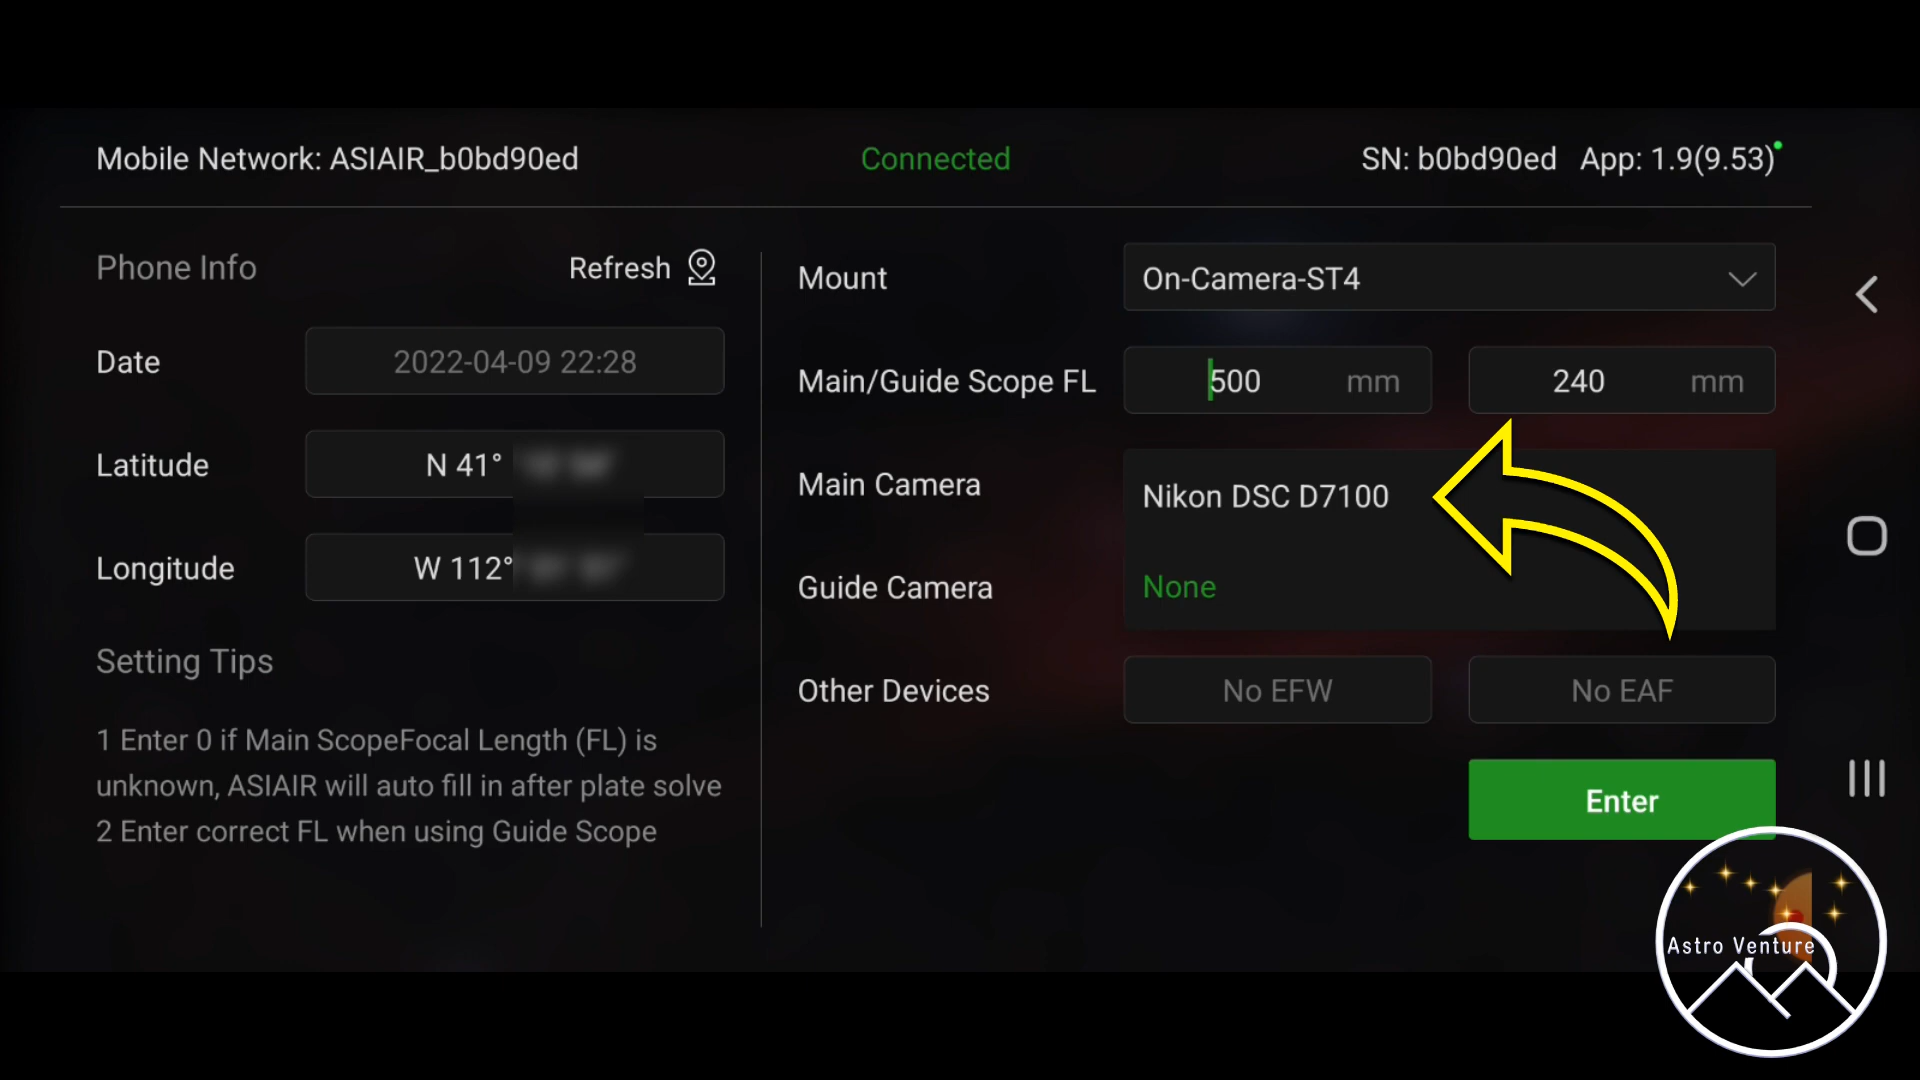 Mobile Network: ASIAIR_b0bd90ed
Connected
SN: b0bd90ed App: 1.9(9.53)
Phone Info
Refresh
Date
2022-04-09 22:28
Latitude
N 41°
Longitude
W 112°
Setting Tips
1 Enter 0 if Main ScopeFocal Length (FL) is
unknown, ASIAIR will auto fill in after plate solve
2 Enter correct FL when using Guide Scope
Mount
On-Camera-ST4
Main/Guide Scope FL
500 mm
240 mm
Main Camera
Nikon DSC D7100
Guide Camera
None
Other Devices
No EFW
No EAF
Enter
Astro Venture